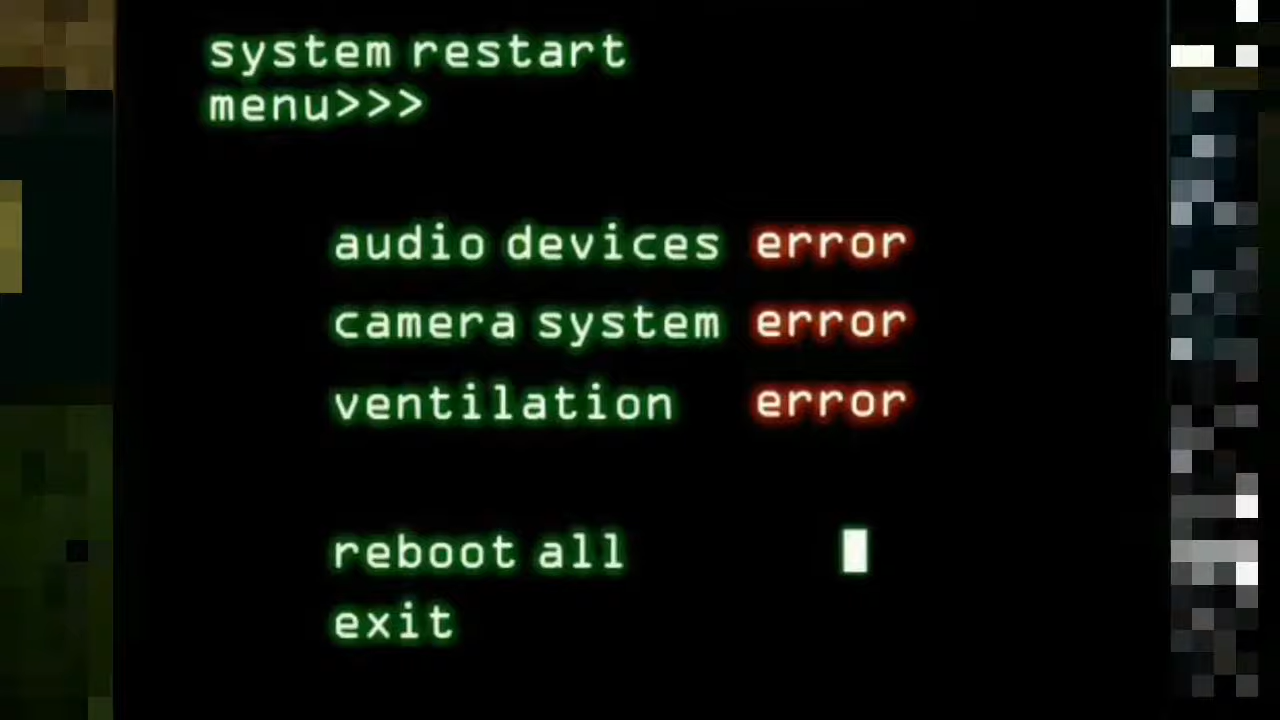 system restart
menu>>>
audio devices error
camera system error
ventilation error
reboot all
exit